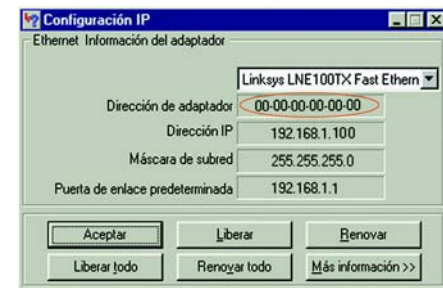 Configuración IP
Ethernet Información del adaptador
Linksys LNE100TX Fast Ethern
Dirección de adaptador 00-00-00-00-00-00
Dirección IP 192.168.1.100
Máscara de subred 255.255.255.0
Puerta de enlace predeterminada 192.168.1.1
Aceptar Liberar Renovar
Liberar todo Renovar todo Más información >>